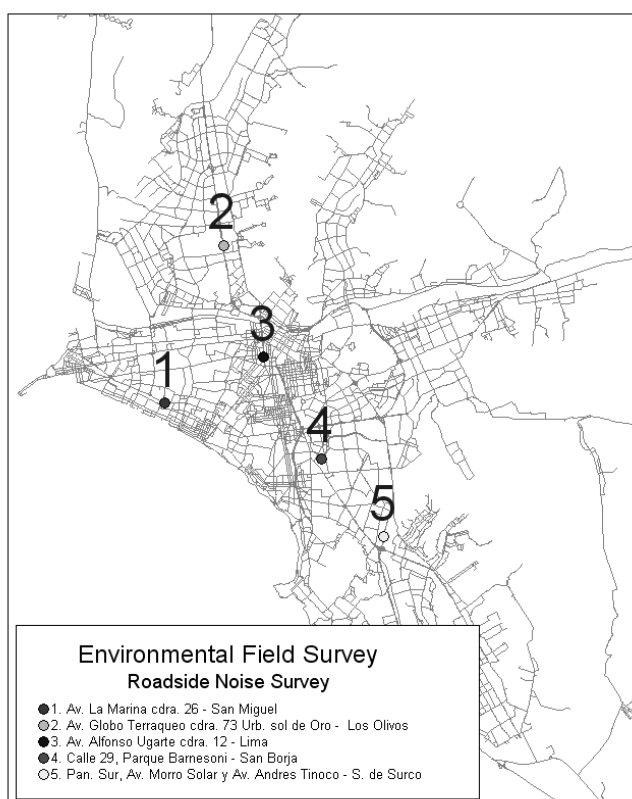 2
3
1
4
5
Environmental Field Survey
Roadside Noise Survey
1. Av. La Marina cdra. 26 - San Miguel
2. Av. Globo Terraqueo cdra. 73 Urb. sol de Oro - Los Olivos
3. Av. Alfonso Ugarte cdra. 12 - Lima
4. Calle 29, Parque Barnesoni - San Borja
5. Pan. Sur, Av. Morro Solar y Av. Andres Tinoco - S. de Surco